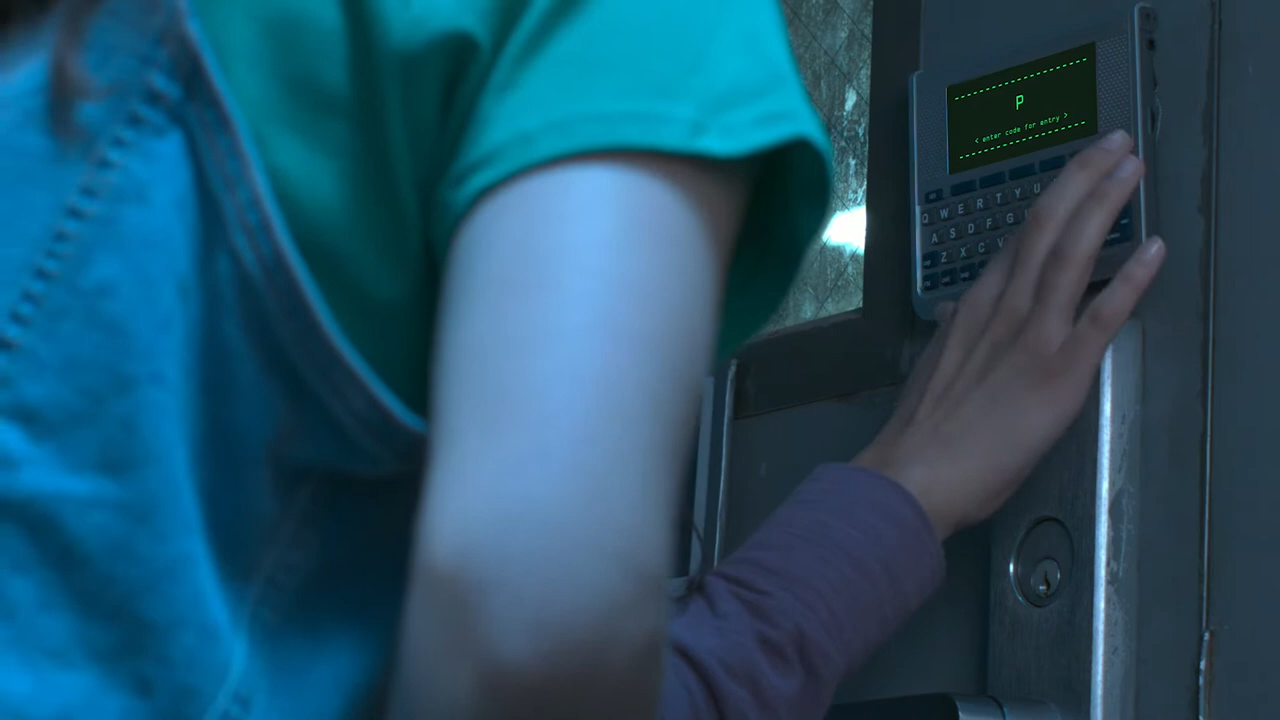 P
< enter code for entry >
Q W E R T Y U
A S D F G
Z X C V